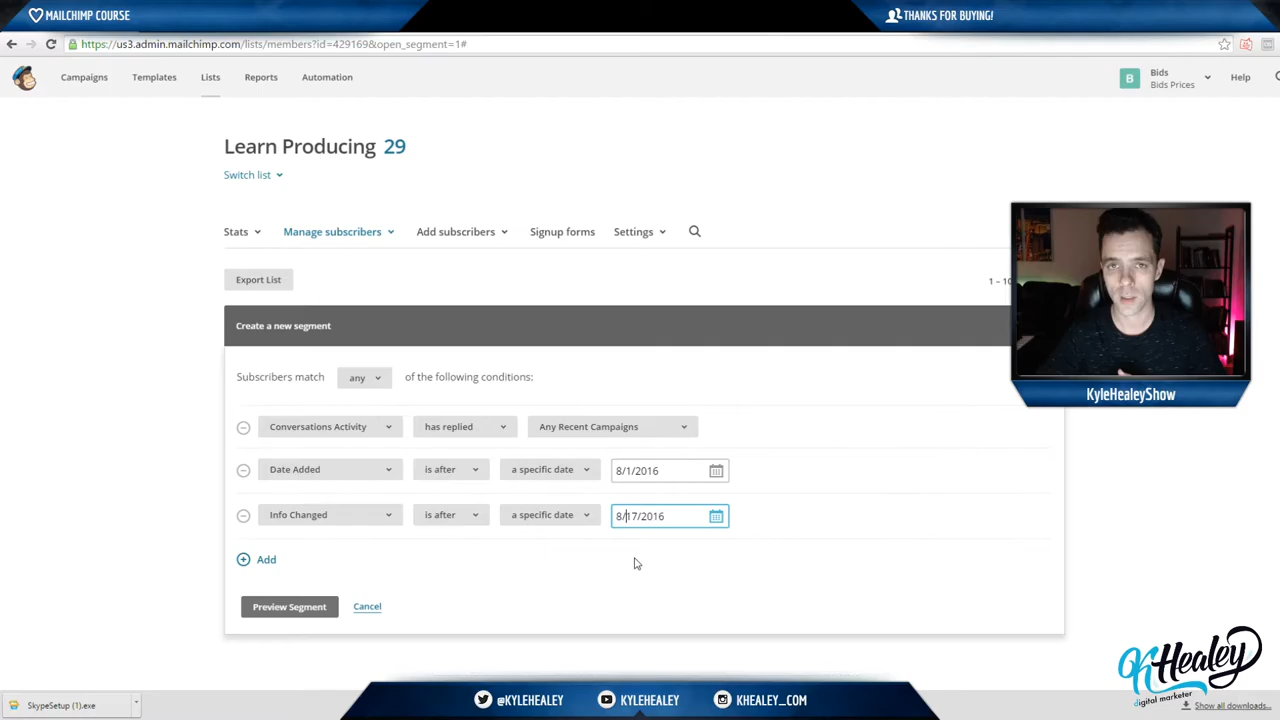 MAILCHIMP COURSE
THANKS FOR BUYING!
https://us3.admin.mailchimp.com/lists/members?id=429169&open_segment=1#
Campaigns
Templates
Lists
Reports
Automation
B
Bids
Bids Prices
Help
Learn Producing 29
Switch list
Stats
Manage subscribers
Add subscribers
Signup forms
Settings
Export List
1 – 10
Create a new segment
Subscribers match any of the following conditions:
Conversations Activity has replied Any Recent Campaigns
Date Added is after a specific date 8/1/2016
Info Changed is after a specific date 8/17/2016
Add
Preview Segment
Cancel
KyleHealeyShow
KHealey
digital marketer
@KYLEHEALEY
KYLEHEALEY
KHEALEY_COM
SkypeSetup (1).exe
Show all downloads...